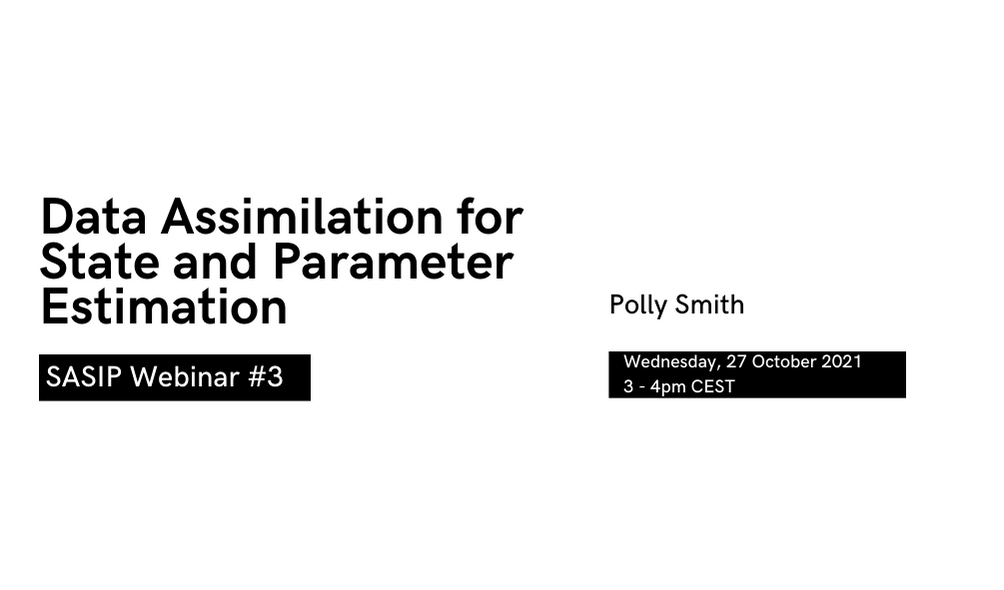 Data Assimilation for
State and Parameter
Estimation
SASIP Webinar #3
Polly Smith
Wednesday, 27 October 2021
3 - 4pm CEST